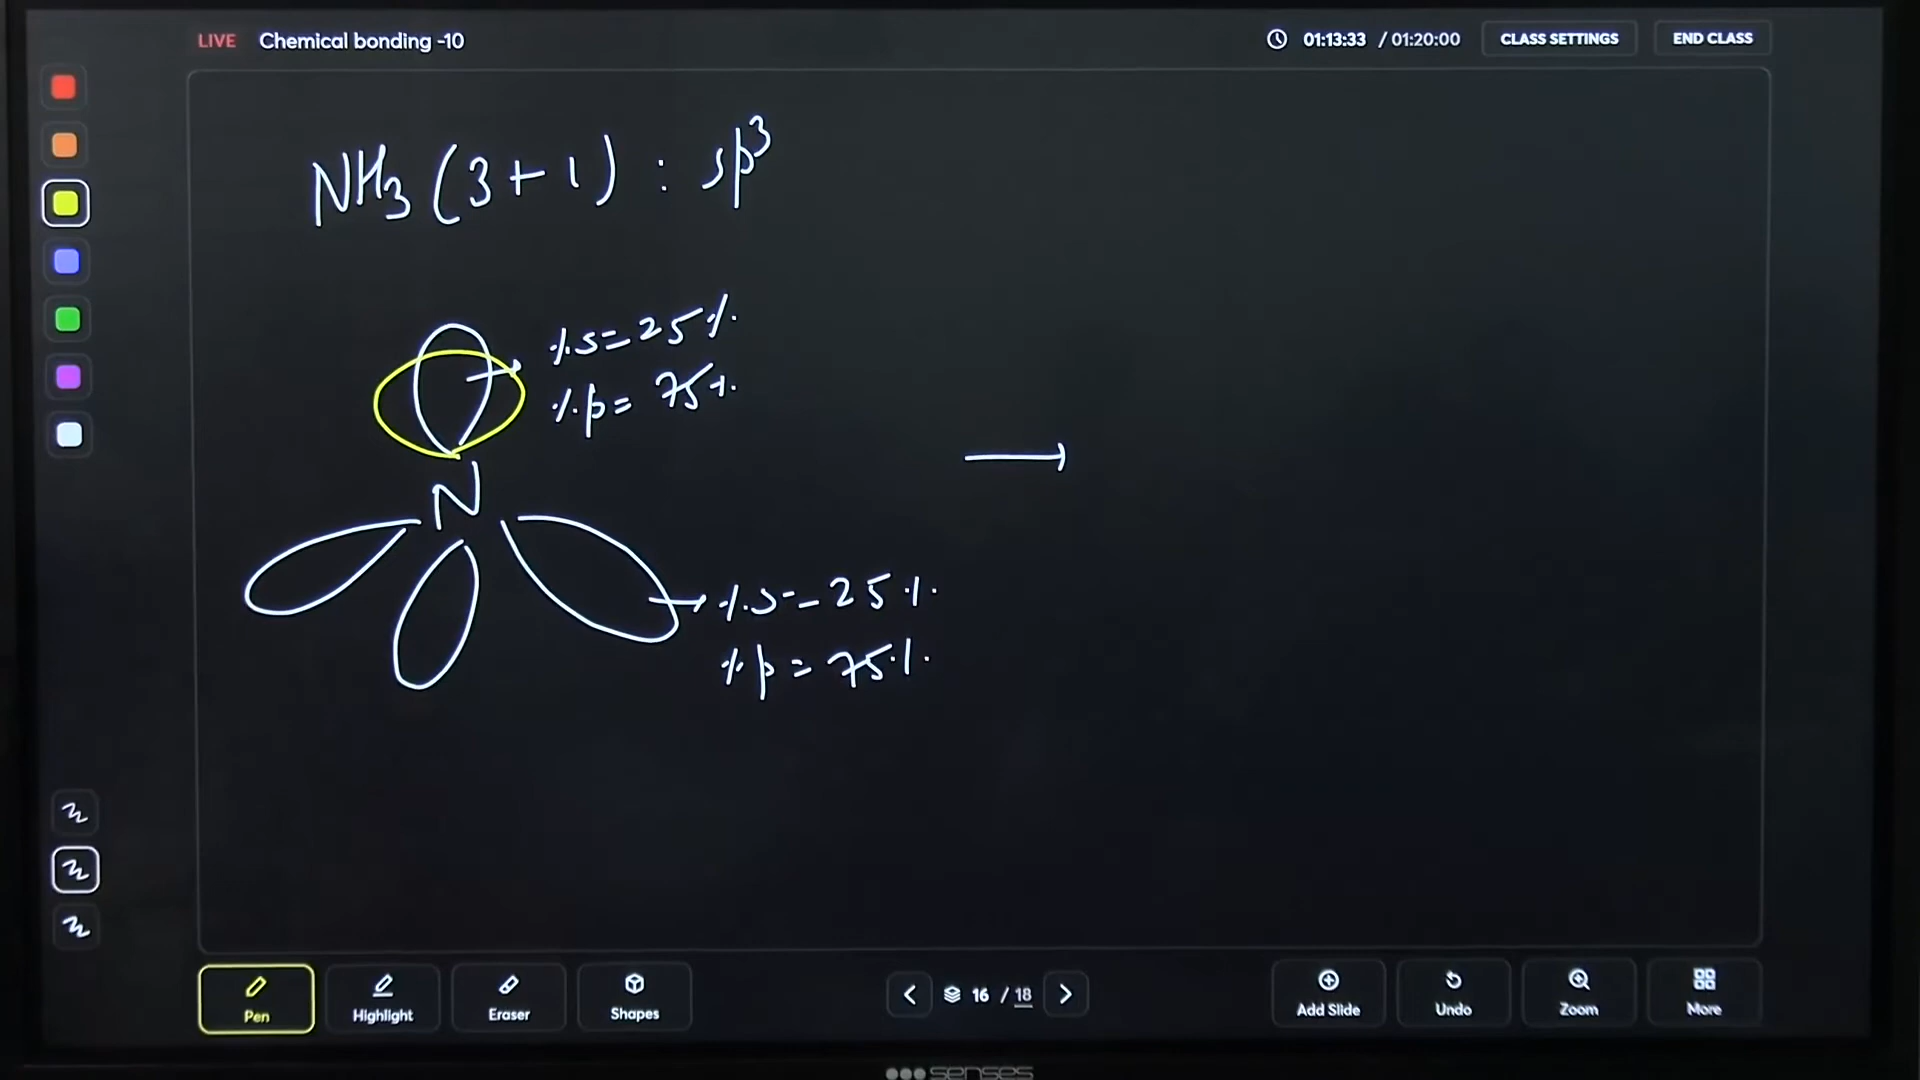 LIVE Chemical bonding -10 01:13:33 / 01:20:00 CLASS SETTINGS END CLASS
NH3 (3+1) : sp³
%s = 25%
%p = 75%
N
%s = 25%
%p = 75%
Pen Highlight Eraser Shapes 16 / 18 Add Slide Undo Zoom More
senses